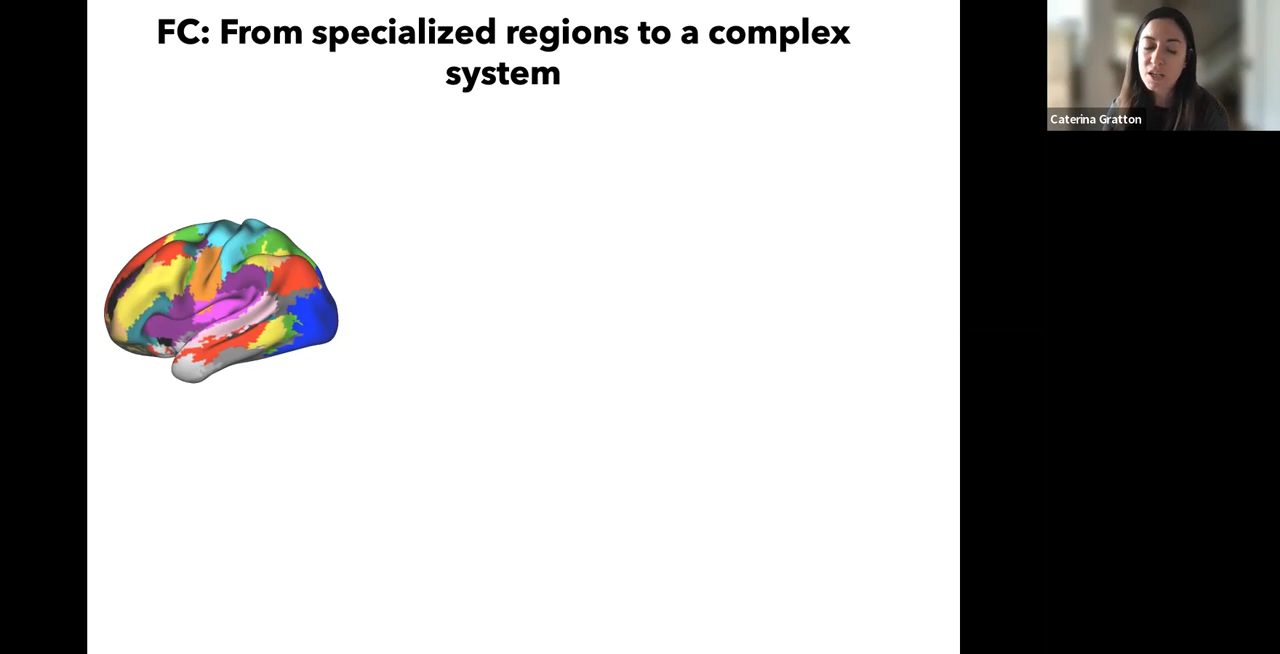 FC: From specialized regions to a complex
system
Caterina Gratton